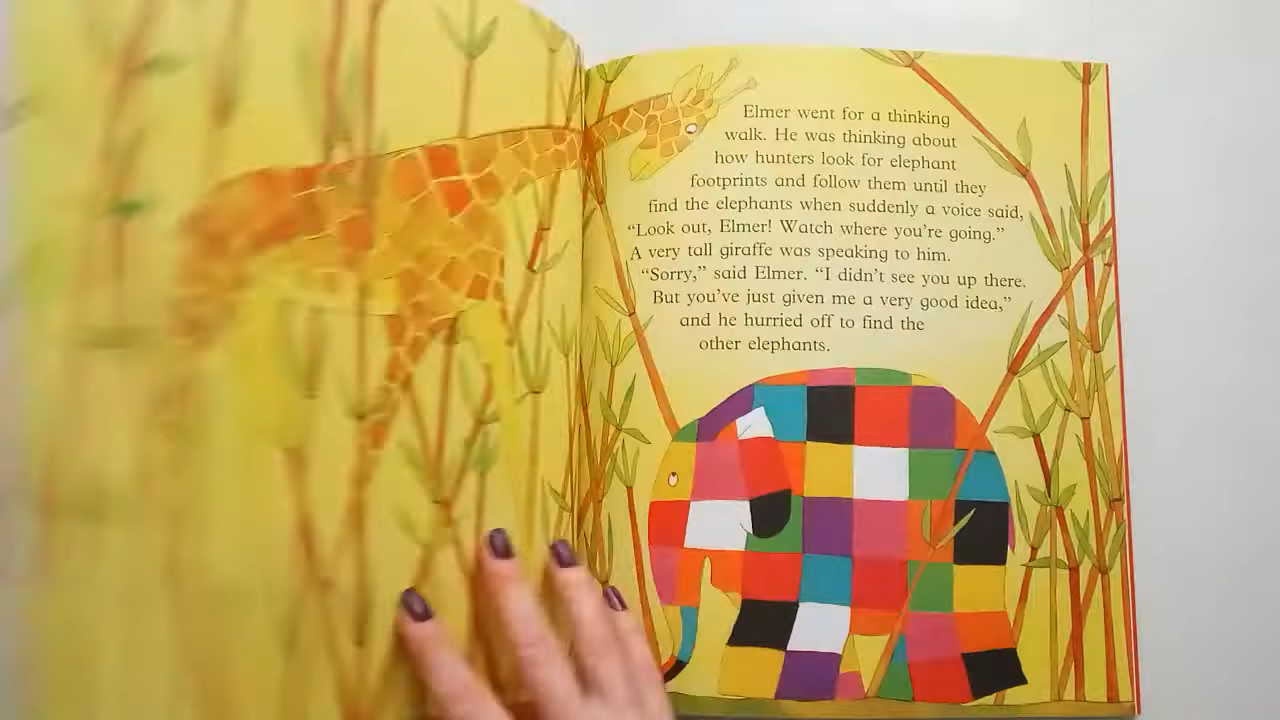 Elmer went for a thinking
walk. He was thinking about
how hunters look for elephant
footprints and follow them until they
find the elephants when suddenly a voice said,
“Look out, Elmer! Watch where you’re going.”
A very tall giraffe was speaking to him.
“Sorry,” said Elmer. “I didn’t see you up there.
But you’ve just given me a very good idea,”
and he hurried off to find the
other elephants.